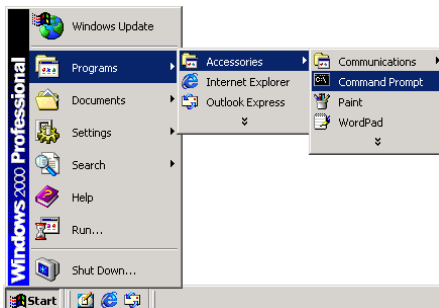 Windows 2000 Professional
Windows Update
Programs
Documents
Settings
Search
Help
Run...
Shut Down...
Start
Accessories
Internet Explorer
Outlook Express
Communications
Command Prompt
Paint
WordPad